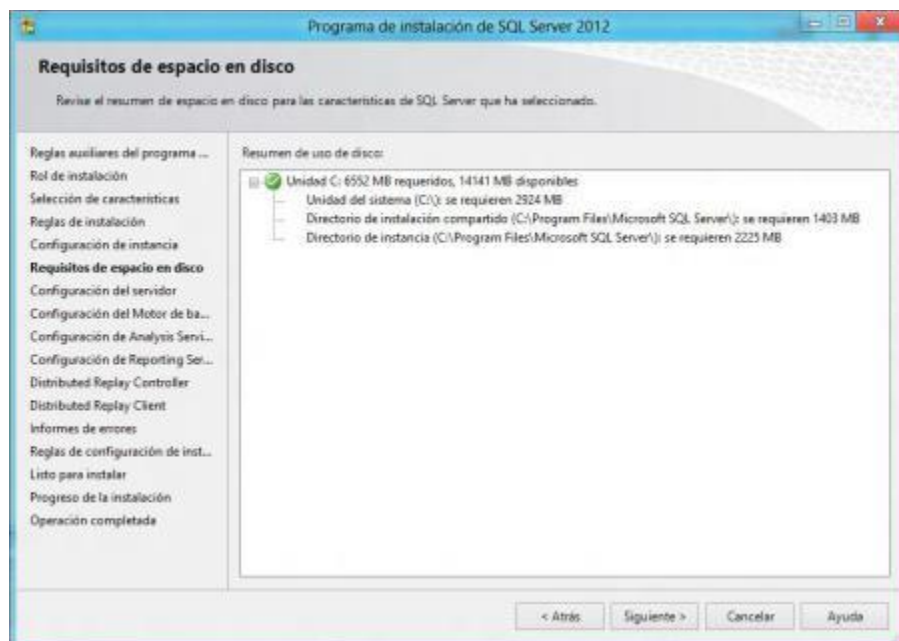 Programa de instalación de SQL Server 2012
Requisitos de espacio en disco
Revise el resumen de espacio en disco para las características de SQL Server que ha seleccionado.
Reglas auxiliares del programa ...
Rol de instalación
Selección de características
Reglas de instalación
Configuración de instancia
Requisitos de espacio en disco
Configuración del servidor
Configuración del Motor de ba...
Configuración de Analysis Servi...
Configuración de Reporting Ser...
Distributed Replay Controller
Distributed Replay Client
Informes de errores
Reglas de configuración de inst...
Listo para instalar
Progreso de la instalación
Operación completada
Resumen de uso de disco:
Unidad C: 6552 MB requeridos, 14141 MB disponibles
Unidad del sistema (C:\): se requieren 2924 MB
Directorio de instalación compartido (C:\Program Files\Microsoft SQL Server\): se requieren 1403 MB
Directorio de instancia (C:\Program Files\Microsoft SQL Server\): se requieren 2225 MB
< Atrás
Siguiente >
Cancelar
Ayuda